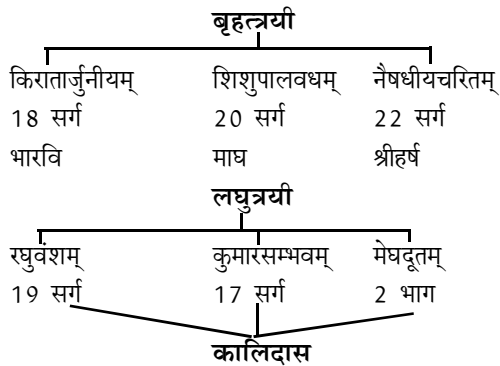 बृहत्त्रयी
किरातार्जुनीयम् शिशुपालवधम् नैषधीयचरितम्
18 सर्ग 20 सर्ग 22 सर्ग
भारवि माघ श्रीहर्ष
लघुत्रयी
रघुवंशम् कुमारसम्भवम् मेघदूतम्
19 सर्ग 17 सर्ग 2 भाग
कालिदास